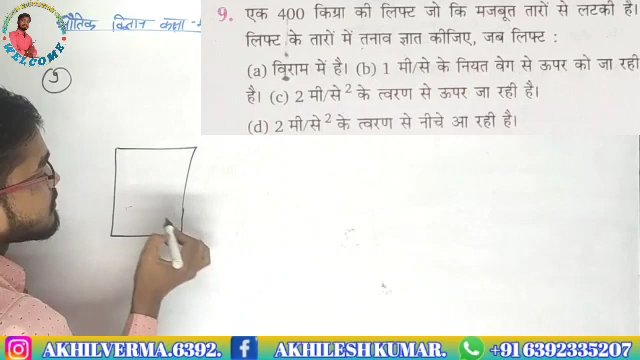 भौतिक विज्ञान कक्षा -
WELCOME
9
9. एक 400 किग्रा की लिफ्ट जो कि मजबूत तारों से लटकी है।
लिफ्ट के तारों में तनाव ज्ञात कीजिए, जब लिफ्ट :
(a) विराम में है। (b) 1 मी/से के नियत वेग से ऊपर को जा रही
है। (c) 2 मी/से² के त्वरण से ऊपर जा रही है।
(d) 2 मी/से² के त्वरण से नीचे आ रही है।
AKHILVERMA.6392. AKHILESH KUMAR. +91 6392335207